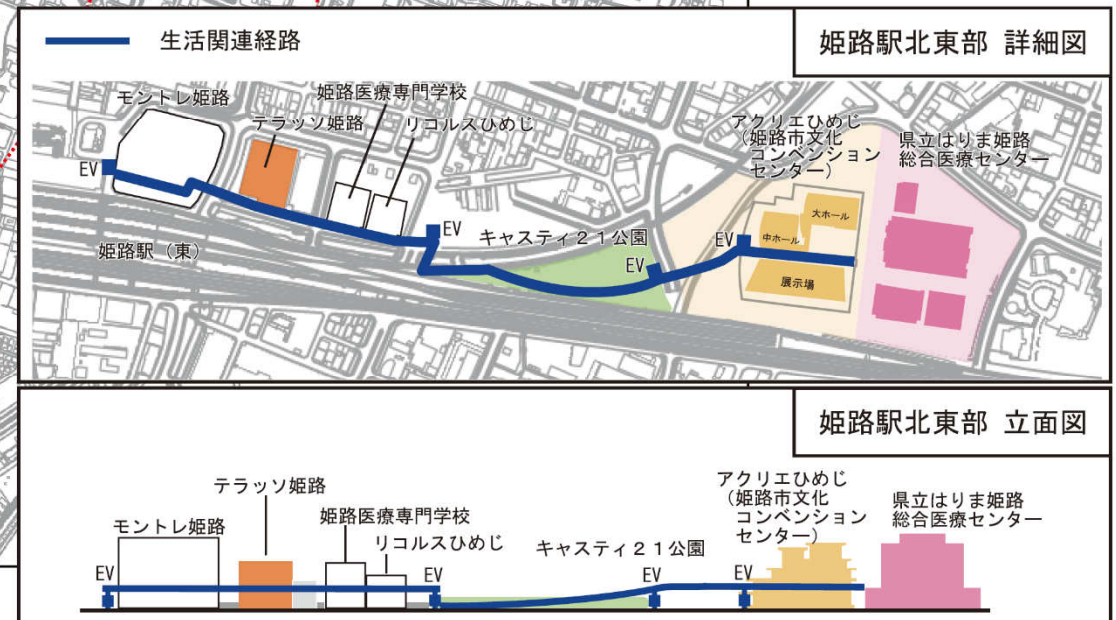 生活関連経路
姫路駅北東部 詳細図
モントレ姫路
姫路医療専門学校
テラッソ姫路
リコルスひめじ
アクリエひめじ
(姫路市文化
コンベンション
センター)
県立はりま姫路
総合医療センター
EV
EV
キャスティ21公園
EV
EV
大ホール
中ホール
展示場
姫路駅(東)
姫路駅北東部 立面図
テラッソ姫路
モントレ姫路
姫路医療専門学校
リコルスひめじ
キャスティ21公園
アクリエひめじ
(姫路市文化
コンベンション
センター)
県立はりま姫路
総合医療センター
EV
EV
EV
EV